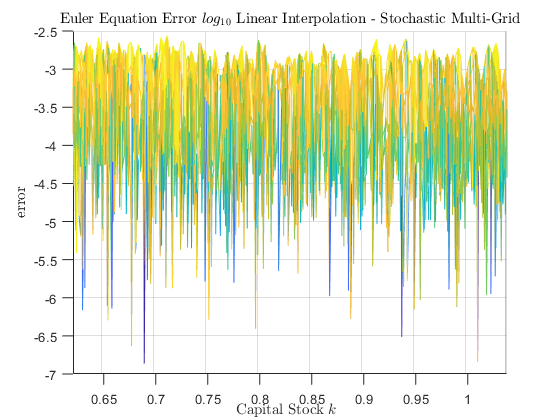 Euler Equation Error log10 Linear Interpolation - Stochastic Multi-Grid
-2.5
-3
-3.5
-4
-4.5
-5
-5.5
-6
-6.5
-7
error
0.65 0.7 0.75 0.8 0.85 0.9 0.95 1
Capital Stock k